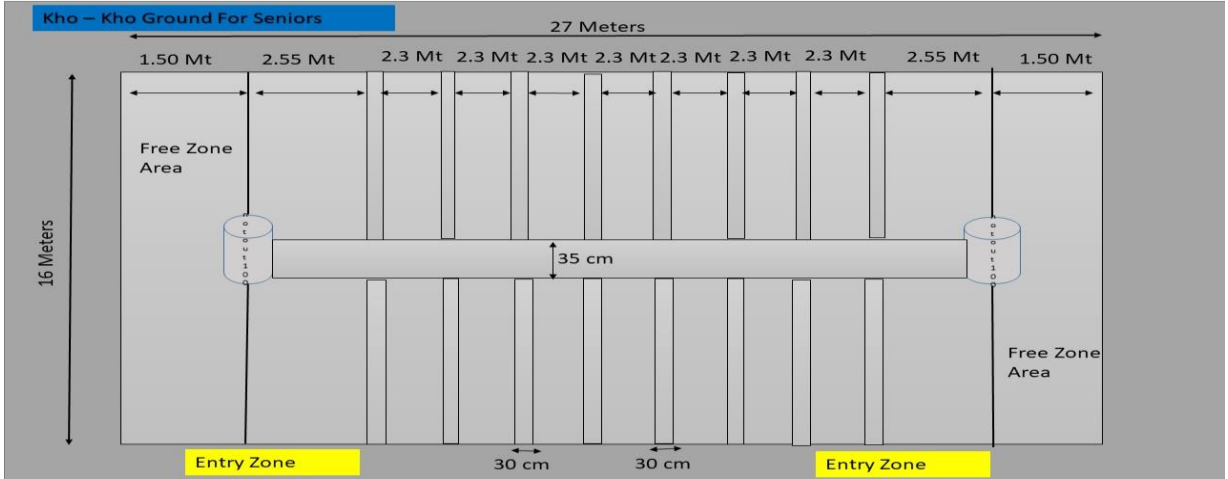 Kho – Kho Ground For Seniors
27 Meters
1.50 Mt 2.55 Mt 2.3 Mt 2.3 Mt 2.3 Mt 2.3 Mt 2.3 Mt 2.3 Mt 2.3 Mt 2.55 Mt 1.50 Mt
Free Zone
Area
16 Meters
notout100
notout100
35 cm
Free Zone
Area
Entry Zone
30 cm
30 cm
Entry Zone